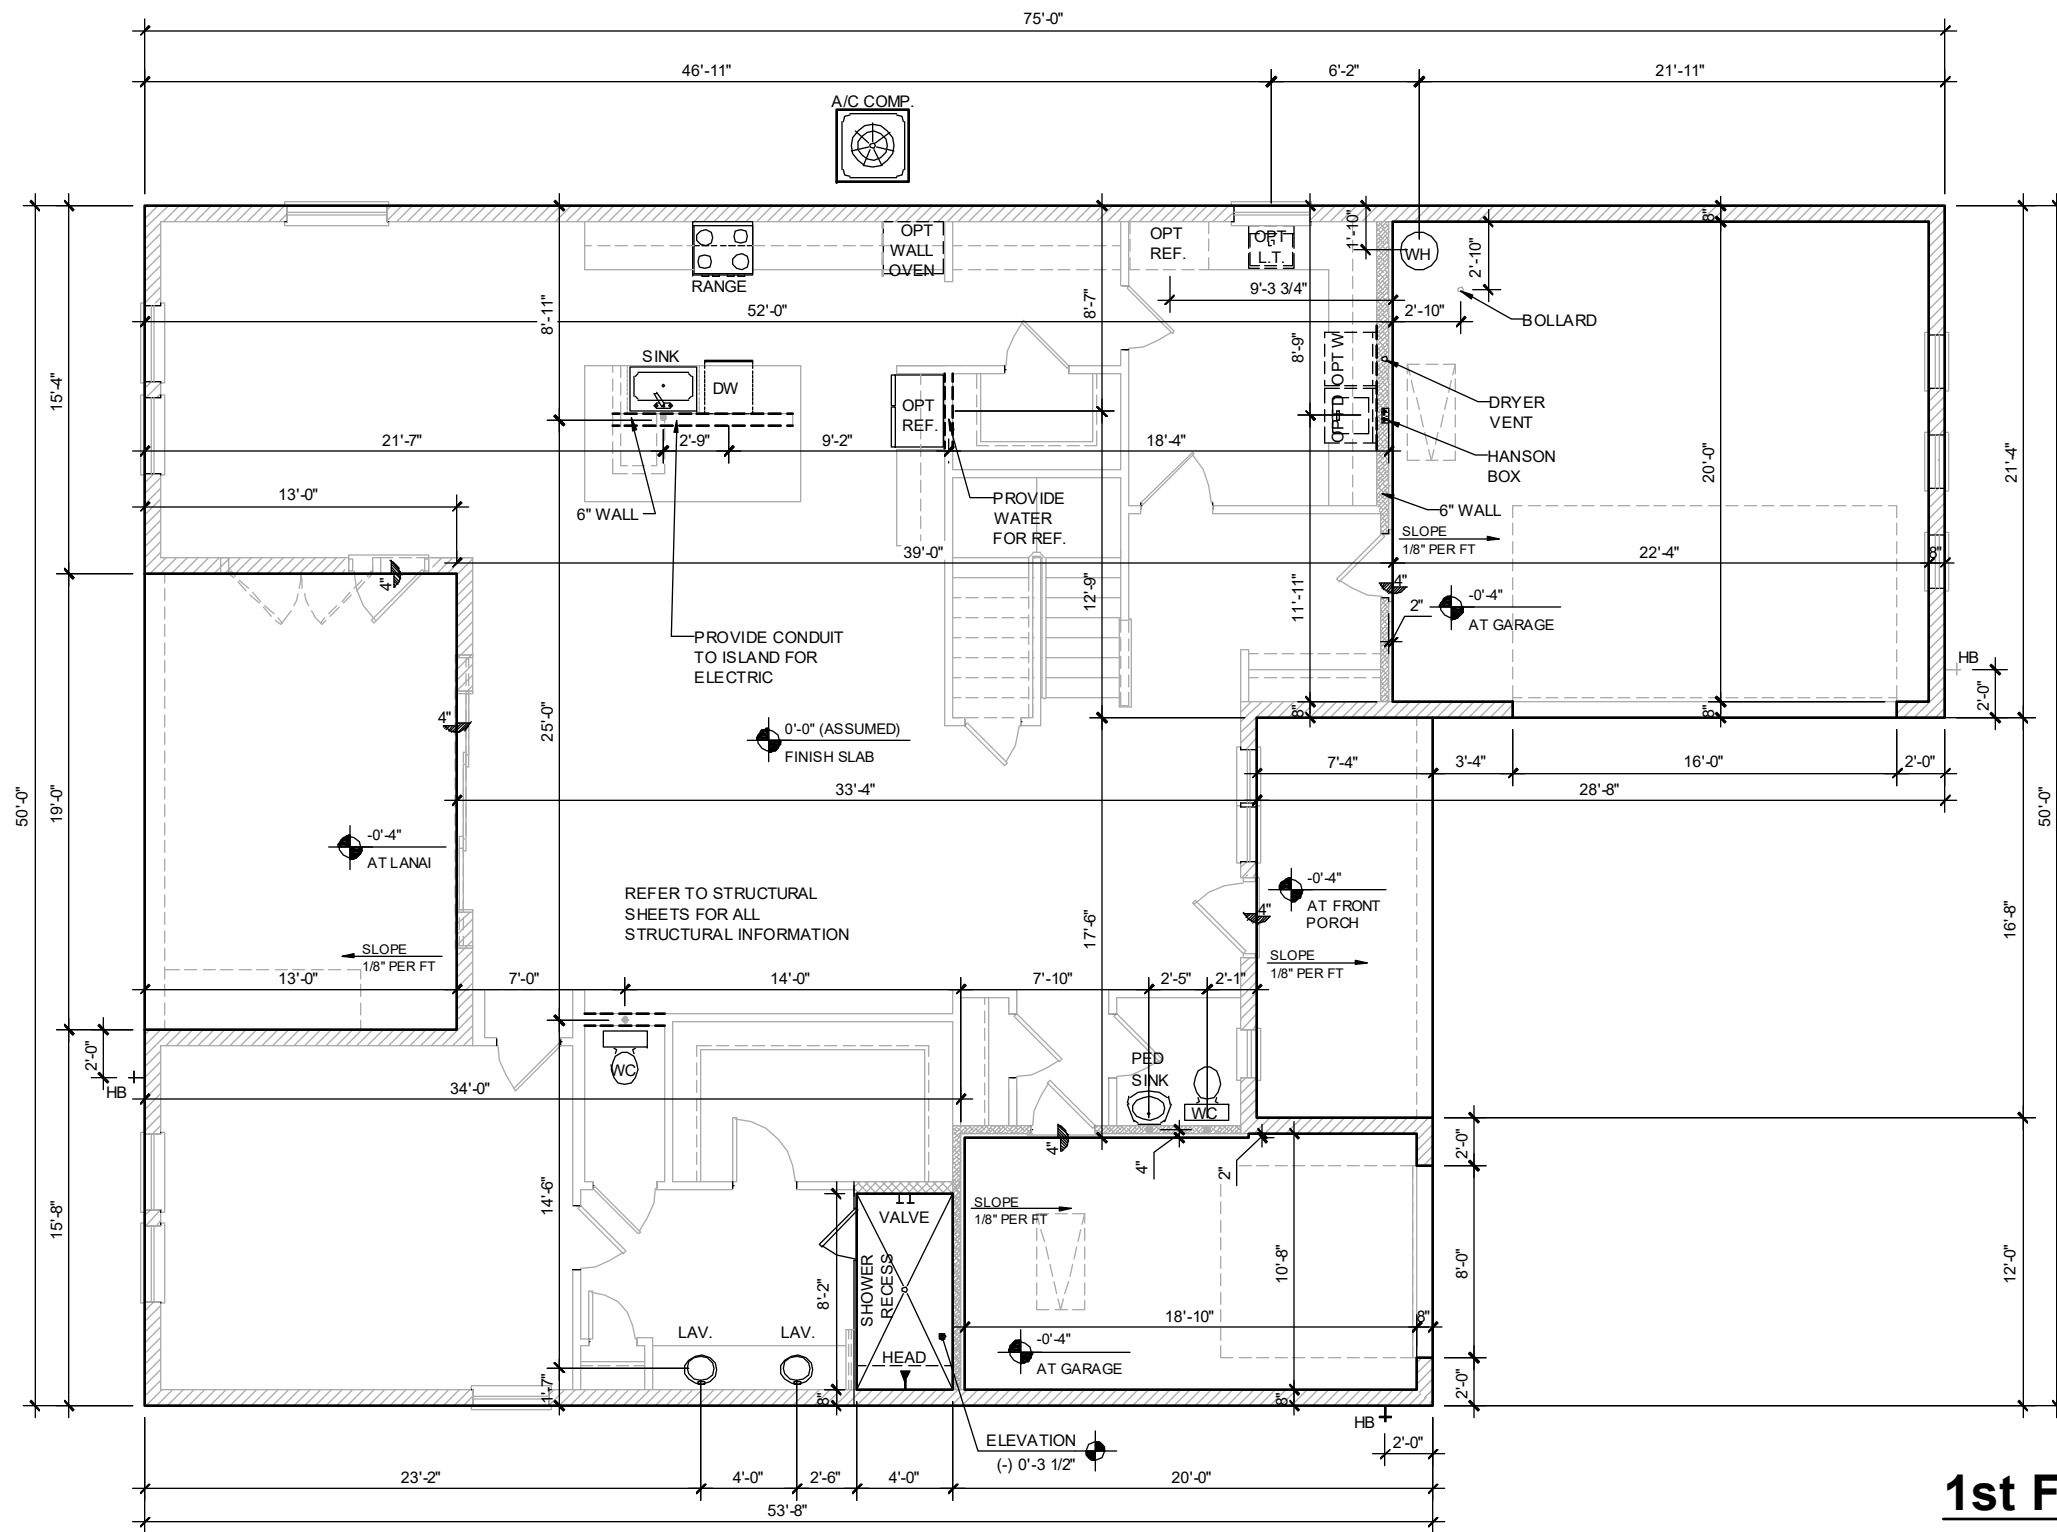 75'-0"
46'-11"
6'-2"
21'-11"
A/C COMP.
OPT
WALL
OVEN
RANGE
OPT
REF.
OPT
L.T.
1'-10"
WH
8"
2'-10"
9'-3 3/4"
8'-11"
52'-0"
8'-7"
2'-10"
BOLLARD
8'-9"
OPT W
OPT D
SINK
DW
OPT
REF.
DRYER
VENT
15'-4"
21'-7"
2'-9"
9'-2"
18'-4"
HANSON
BOX
20'-0"
21'-4"
13'-0"
6" WALL
PROVIDE
WATER
FOR REF.
6" WALL
SLOPE
1/8" PER FT
39'-0"
22'-4"
8"
4"
12'-9"
11'-11"
4"
2"
-0'-4"
AT GARAGE
PROVIDE CONDUIT
TO ISLAND FOR
ELECTRIC
HB
2'-0"
4"
25'-0"
0'-0" (ASSUMED)
FINISH SLAB
8"
8"
7'-4"
3'-4"
16'-0"
2'-0"
50'-0"
19'-0"
33'-4"
28'-8"
50'-0"
-0'-4"
AT LANAI
-0'-4"
AT FRONT
PORCH
4"
REFER TO STRUCTURAL
SHEETS FOR ALL
STRUCTURAL INFORMATION
17'-6"
16'-8"
SLOPE
1/8" PER FT
SLOPE
1/8" PER FT
13'-0"
7'-0"
14'-0"
7'-10"
2'-5"
2'-1"
2'-0"
HB
WC
PED
SINK
WC
34'-0"
4"
4"
2"
2'-0"
15'-8"
14'-6"
SLOPE
1/8" PER FT
VALVE
SHOWER
RECESS
8'-2"
10'-8"
8'-0"
12'-0"
18'-10"
8"
LAV.
LAV.
HEAD
-0'-4"
AT GARAGE
1'-7"
8"
8"
2'-0"
HB
2'-0"
ELEVATION
(-) 0'-3 1/2"
23'-2"
4'-0"
2'-6"
4'-0"
20'-0"
53'-8"
1st F